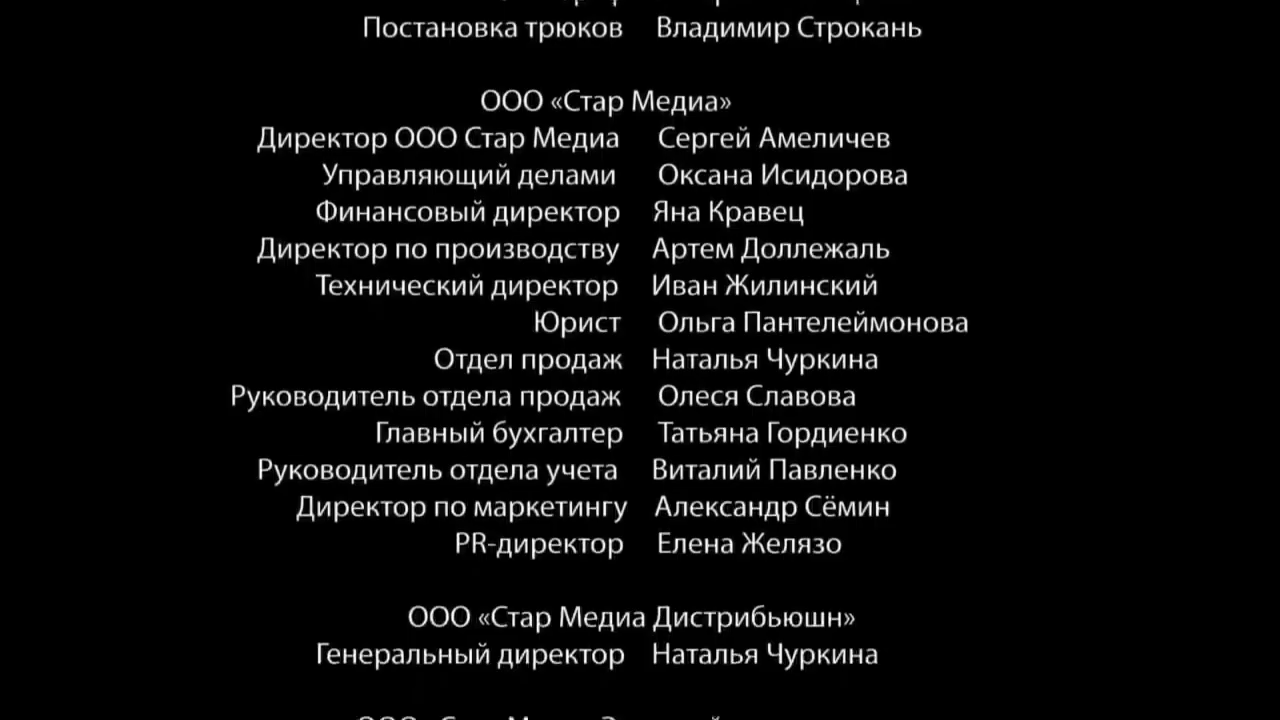 Постановка трюков Владимир Строкань
ООО «Стар Медиа»
Директор ООО Стар Медиа Сергей Амеличев
Управляющий делами Оксана Исидорова
Финансовый директор Яна Кравец
Директор по производству Артем Доллежаль
Технический директор Иван Жилинский
Юрист Ольга Пантелеймонова
Отдел продаж Наталья Чуркина
Руководитель отдела продаж Олеся Славова
Главный бухгалтер Татьяна Гордиенко
Руководитель отдела учета Виталий Павленко
Директор по маркетингу Александр Сёмин
PR-директор Елена Желязо
ООО «Стар Медиа Дистрибьюшн»
Генеральный директор Наталья Чуркина